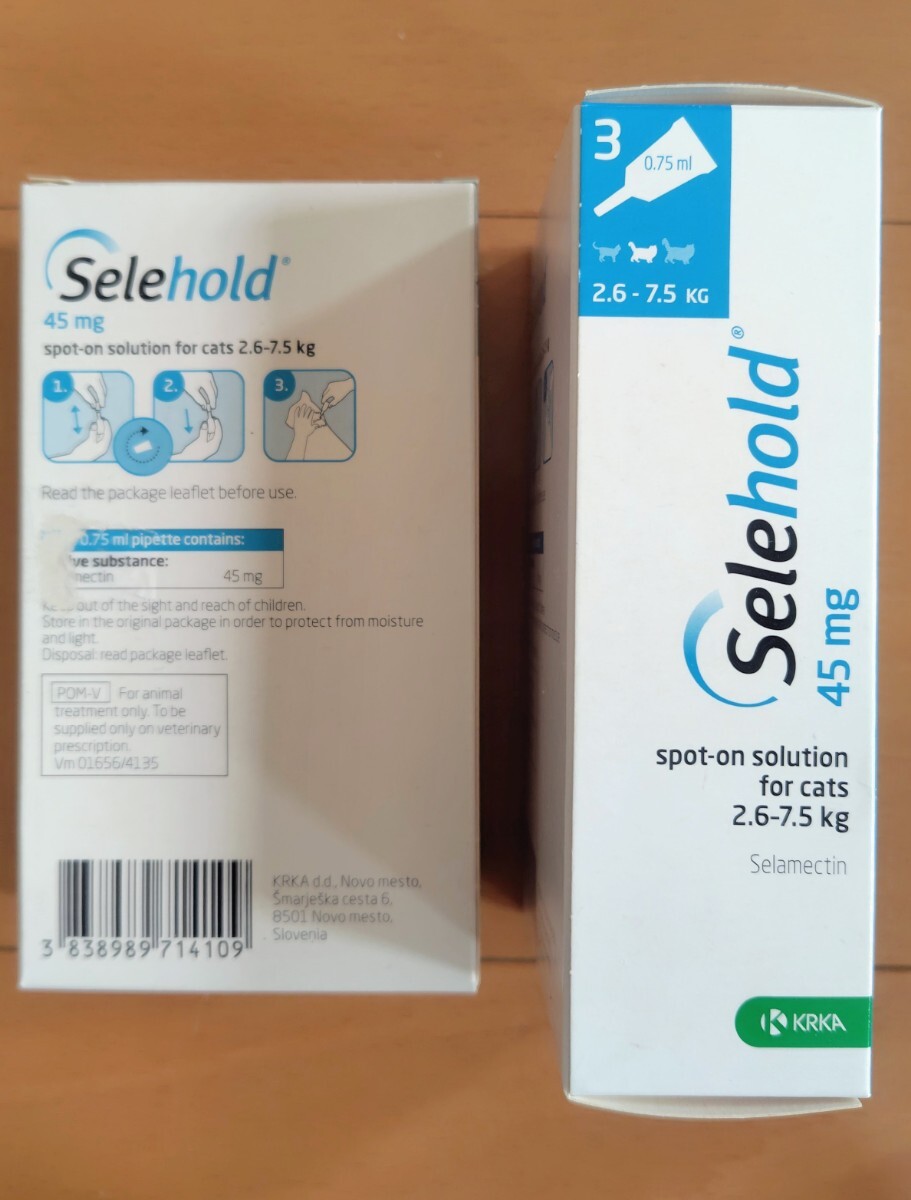 Selehold®
45 mg
spot-on solution for cats 2.6-7.5 kg
1.
2.
3.
Read the package leaflet before use.
0.75 ml pipette contains:
ve substance:
mectin 45 mg
out of the sight and reach of children.
Store in the original package in order to protect from moisture
and light.
Disposal: read package leaflet.
POM-V For animal
treatment only. To be
supplied only on veterinary
prescription.
Vm 01656/4135
3 838989 714109
KRKA d.d., Novo mesto,
Šmarješka cesta 6,
8501 Novo mesto,
Slovenia
3
0.75 ml
2.6 - 7.5 KG
Selehold®
45 mg
spot-on solution
for cats
2.6-7.5 kg
Selamectin
KRKA